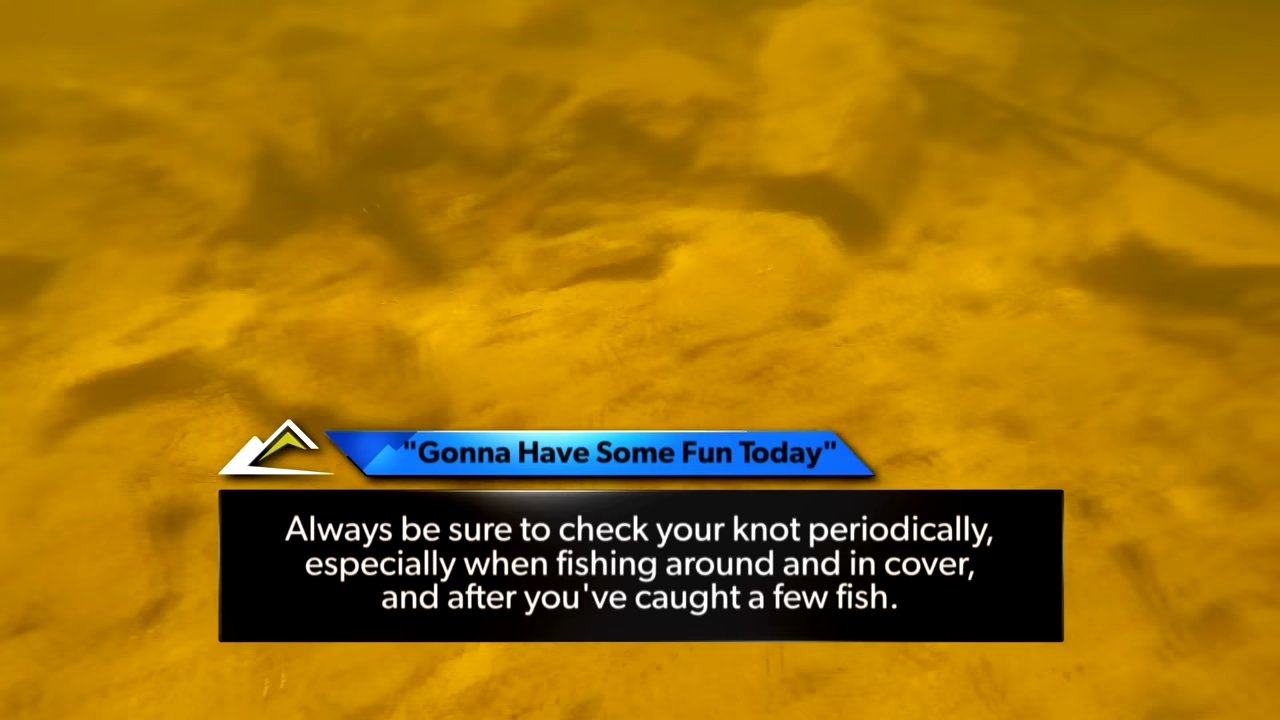 "Gonna Have Some Fun Today"
Always be sure to check your knot periodically,
especially when fishing around and in cover,
and after you've caught a few fish.